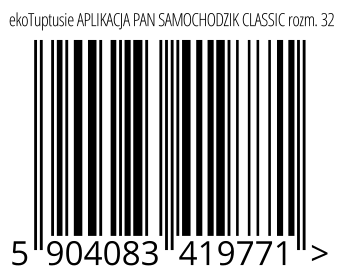 ekoTuptusie APLIKACJA PAN SAMOCHODZIK CLASSIC rozm. 32
5 904083 419771 >